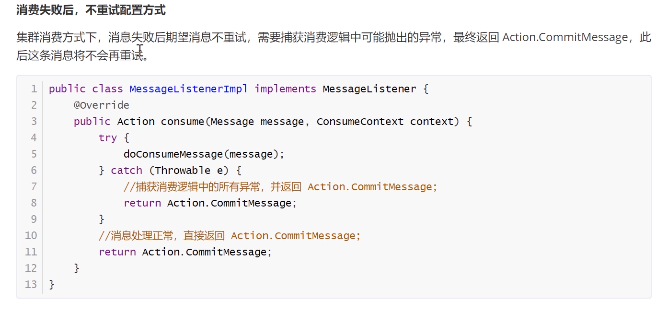 消费失败后，不重试配置方式
集群消费方式下，消息失败后期望消息不重试，需要捕获消费逻辑中可能抛出的异常，最终返回 Action.CommitMessage，此
后这条消息将不会再重试。
1 public class MessageListenerImpl implements MessageListener {
2     @Override
3     public Action consume(Message message, ConsumeContext context) {
4         try {
5             doConsumeMessage(message);
6         } catch (Throwable e) {
7             //捕获消费逻辑中的所有异常，并返回 Action.CommitMessage;
8             return Action.CommitMessage;
9         }
10         //消息处理正常，直接返回 Action.CommitMessage;
11         return Action.CommitMessage;
12     }
13 }